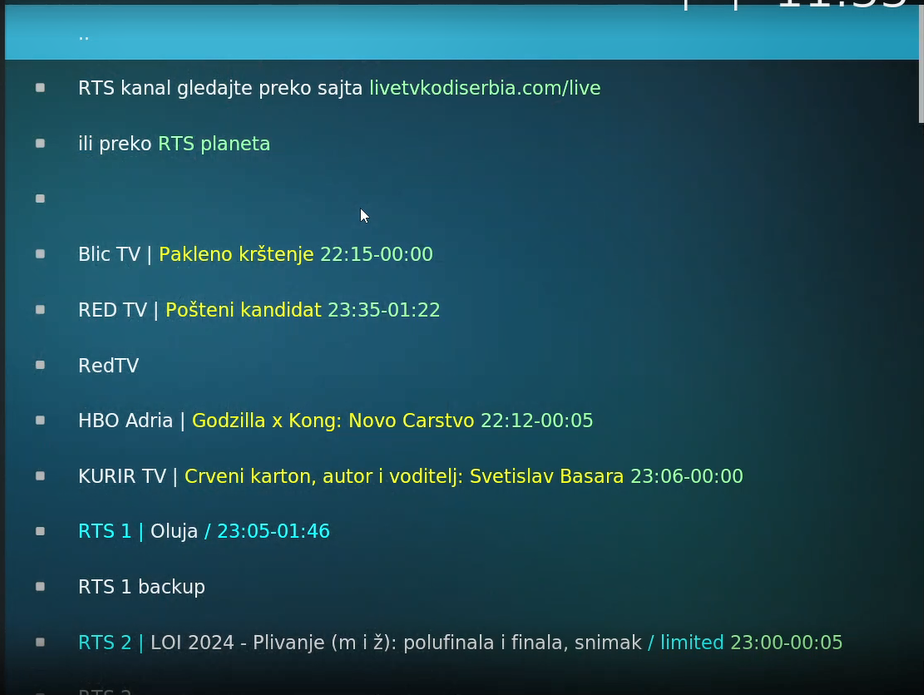 ..
RTS kanal gledajte preko sajta livetvkodiserbia.com/live
ili preko RTS planeta
Blic TV | Pakleno krštenje 22:15-00:00
RED TV | Pošteni kandidat 23:35-01:22
RedTV
HBO Adria | Godzilla x Kong: Novo Carstvo 22:12-00:05
KURIR TV | Crveni karton, autor i voditelj: Svetislav Basara 23:06-00:00
RTS 1 | Oluja / 23:05-01:46
RTS 1 backup
RTS 2 | LOI 2024 - Plivanje (m i ž): polufinala i finala, snimak / limited 23:00-00:05